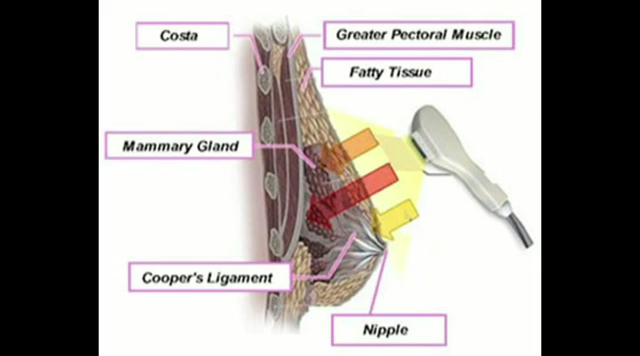 Costa
Greater Pectoral Muscle
Fatty Tissue
Mammary Gland
Cooper's Ligament
Nipple